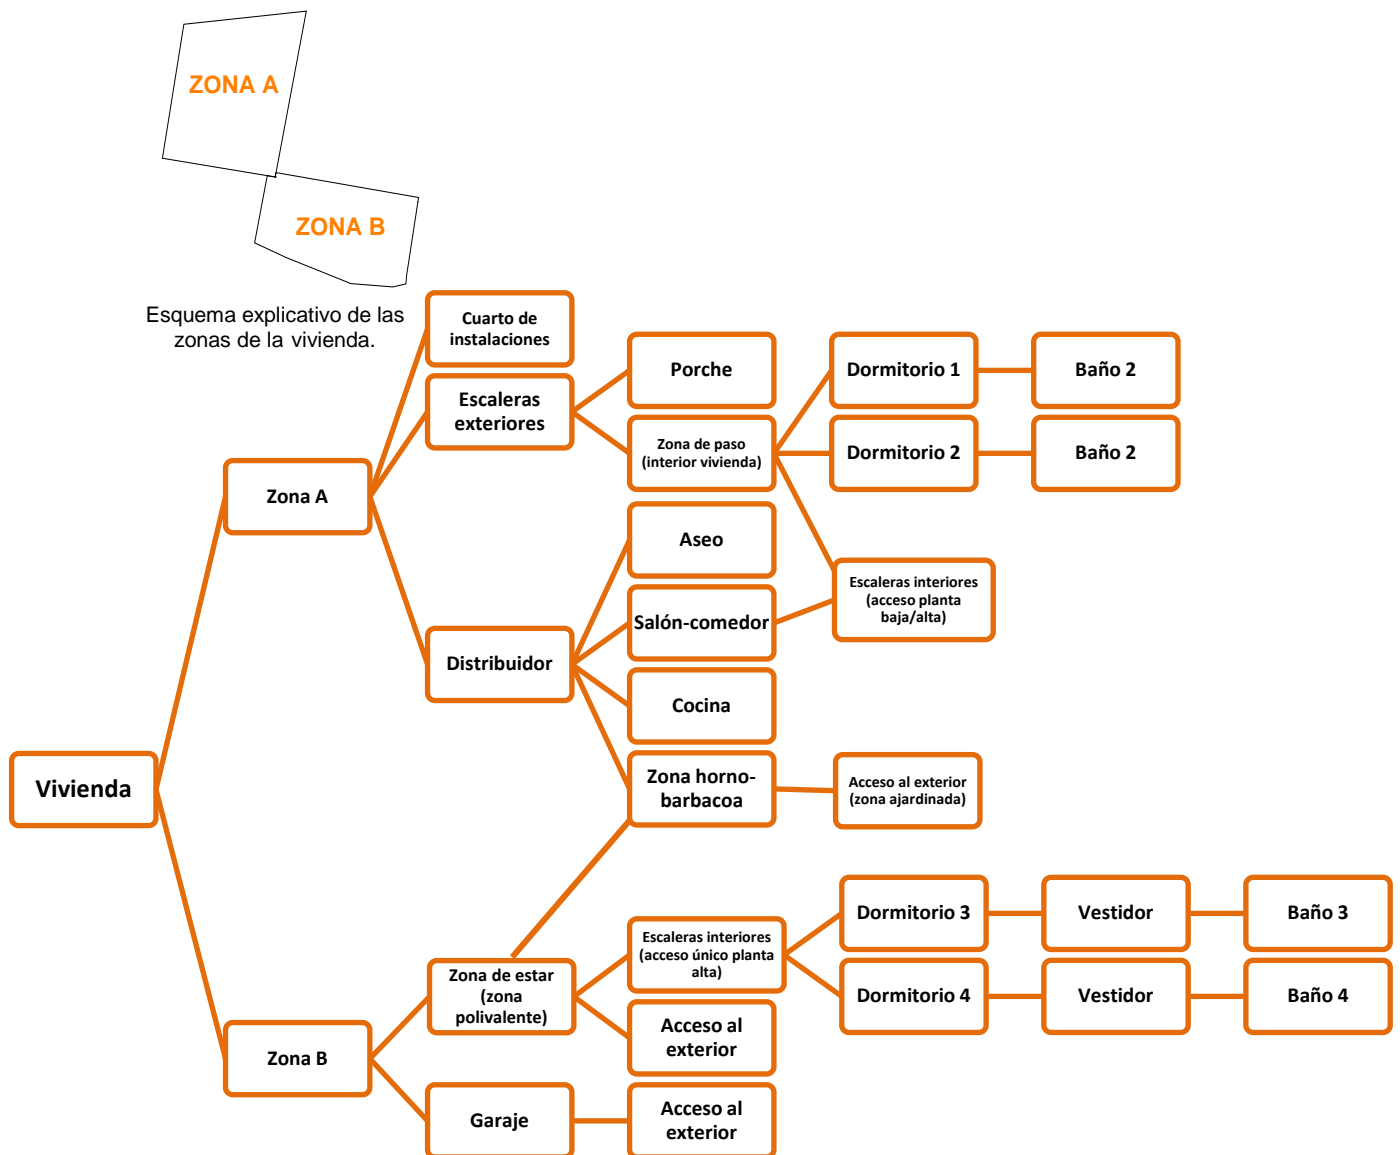 ZONA A
ZONA B
Esquema explicativo de las
zonas de la vivienda.
Cuarto de
instalaciones
Porche
Dormitorio 1
Baño 2
Escaleras
exteriores
Zona de paso
(interior vivienda)
Dormitorio 2
Baño 2
Zona A
Aseo
Escaleras interiores
(acceso planta
baja/alta)
Salón-comedor
Distribuidor
Cocina
Vivienda
Zona horno-
barbacoa
Acceso al exterior
(zona ajardinada)
Dormitorio 3
Vestidor
Baño 3
Escaleras interiores
(acceso único planta
alta)
Zona de estar
(zona
polivalente)
Dormitorio 4
Vestidor
Baño 4
Acceso al
exterior
Zona B
Garaje
Acceso al
exterior